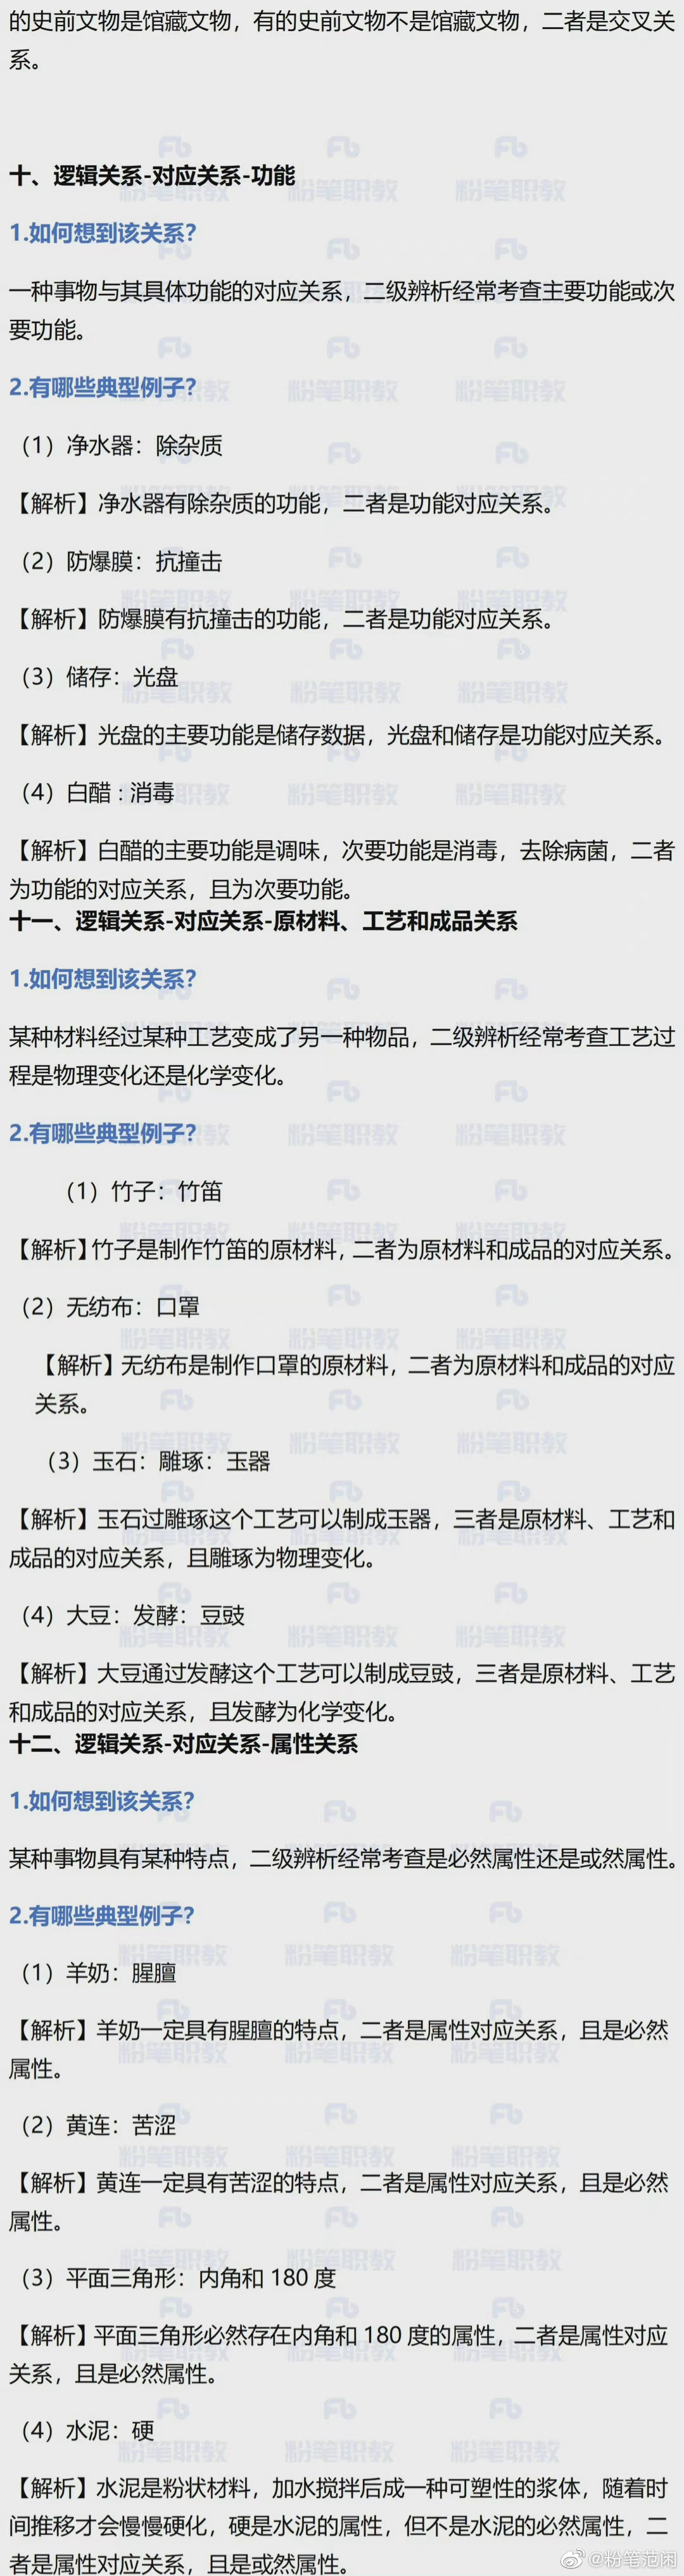 的史前文物是馆藏文物，有的史前文物不是馆藏文物，二者是交叉关
系。
十、逻辑关系-对应关系-功能
1.如何想到该关系？
一种事物与其具体功能的对应关系，二级辨析经常考查主要功能或次
要功能。
2.有哪些典型例子？
（1）净水器：除杂质
【解析】净水器有除杂质的功能，二者是功能对应关系。
（2）防爆膜：抗撞击
【解析】防爆膜有抗撞击的功能，二者是功能对应关系。
（3）储存：光盘
【解析】光盘的主要功能是储存数据，光盘和储存是功能对应关系。
（4）白醋：消毒
【解析】白醋的主要功能是调味，次要功能是消毒，去除病菌，二者
为功能的对应关系，且为次要功能。
十一、逻辑关系-对应关系-原材料、工艺和成品关系
1.如何想到该关系？
某种材料经过某种工艺变成了另一种物品，二级辨析经常考查工艺过
程是物理变化还是化学变化。
2.有哪些典型例子？
（1）竹子：竹笛
【解析】竹子是制作竹笛的原材料，二者为原材料和成品的对应关系。
（2）无纺布：口罩
【解析】无纺布是制作口罩的原材料，二者为原材料和成品的对应
关系。
（3）玉石：雕琢：玉器
【解析】玉石过雕琢这个工艺可以制成玉器，三者是原材料、工艺和
成品的对应关系，且雕琢为物理变化。
（4）大豆：发酵：豆豉
【解析】大豆通过发酵这个工艺可以制成豆豉，三者是原材料、工艺
和成品的对应关系，且发酵为化学变化。
十二、逻辑关系-对应关系-属性关系
1.如何想到该关系？
某种事物具有某种特点，二级辨析经常考查是必然属性还是或然属性。
2.有哪些典型例子？
（1）羊奶：腥膻
【解析】羊奶一定具有腥膻的特点，二者是属性对应关系，且是必然
属性。
（2）黄连：苦涩
【解析】黄连一定具有苦涩的特点，二者是属性对应关系，且是必然
属性。
（3）平面三角形：内角和 180 度
【解析】平面三角形必然存在内角和 180 度的属性，二者是属性对应
关系，且是必然属性。
（4）水泥：硬
【解析】水泥是粉状材料，加水搅拌后成一种可塑性的浆体，随着时
间推移才会慢慢硬化，硬是水泥的属性，但不是水泥的必然属性，二
者是属性对应关系，且是或然属性。
@粉笔范闲